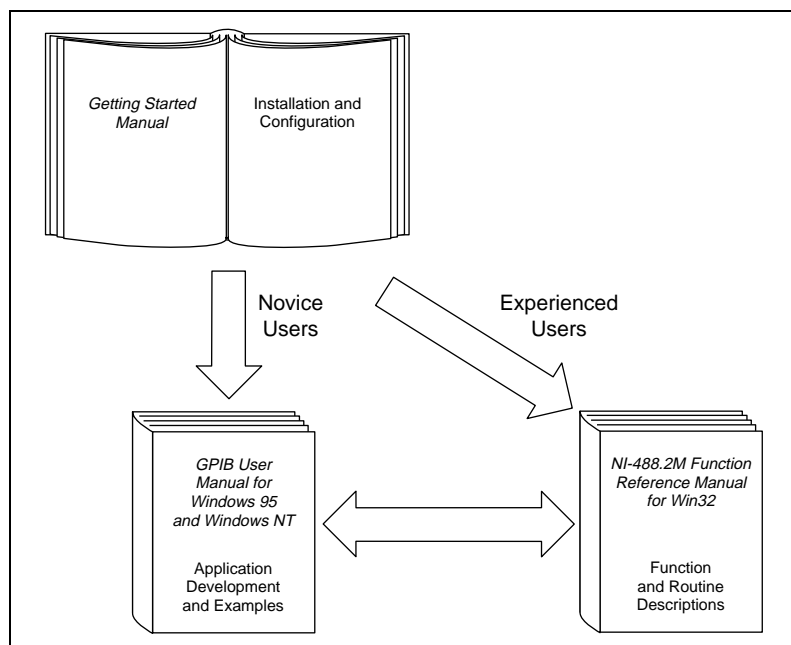 Getting Started
Manual
Installation and
Configuration
Novice
Users
Experienced
Users
GPIB User
Manual for
Windows 95
and Windows NT
Application
Development
and Examples
NI-488.2M Function
Reference Manual
for Win32
Function
and Routine
Descriptions